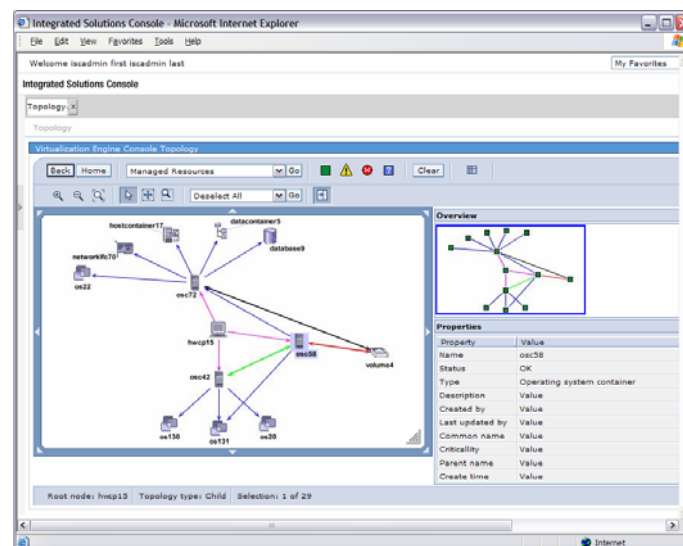 Integrated Solutions Console - Microsoft Internet Explorer
File Edit View Favorites Tools Help
Welcome iscadmin first iscadmin last
My Favorites
Integrated Solutions Console
Topology
Topology
Virtualization Engine Console Topology
Back Home Managed Resources Go Clear
Deselect All Go
hostcontainer17
datacontainer5
database9
networkifc70
os22
osc72
hwcp15
osc58
volume4
osc42
os130
os131
os20
Overview
Properties
Property Value
Name osc58
Status OK
Type Operating system container
Description Value
Created by Value
Last updated by Value
Common name Value
Criticallity Value
Parent name Value
Create time Value
Root node: hwcp15 Topology type: Child Selection: 1 of 29
Internet